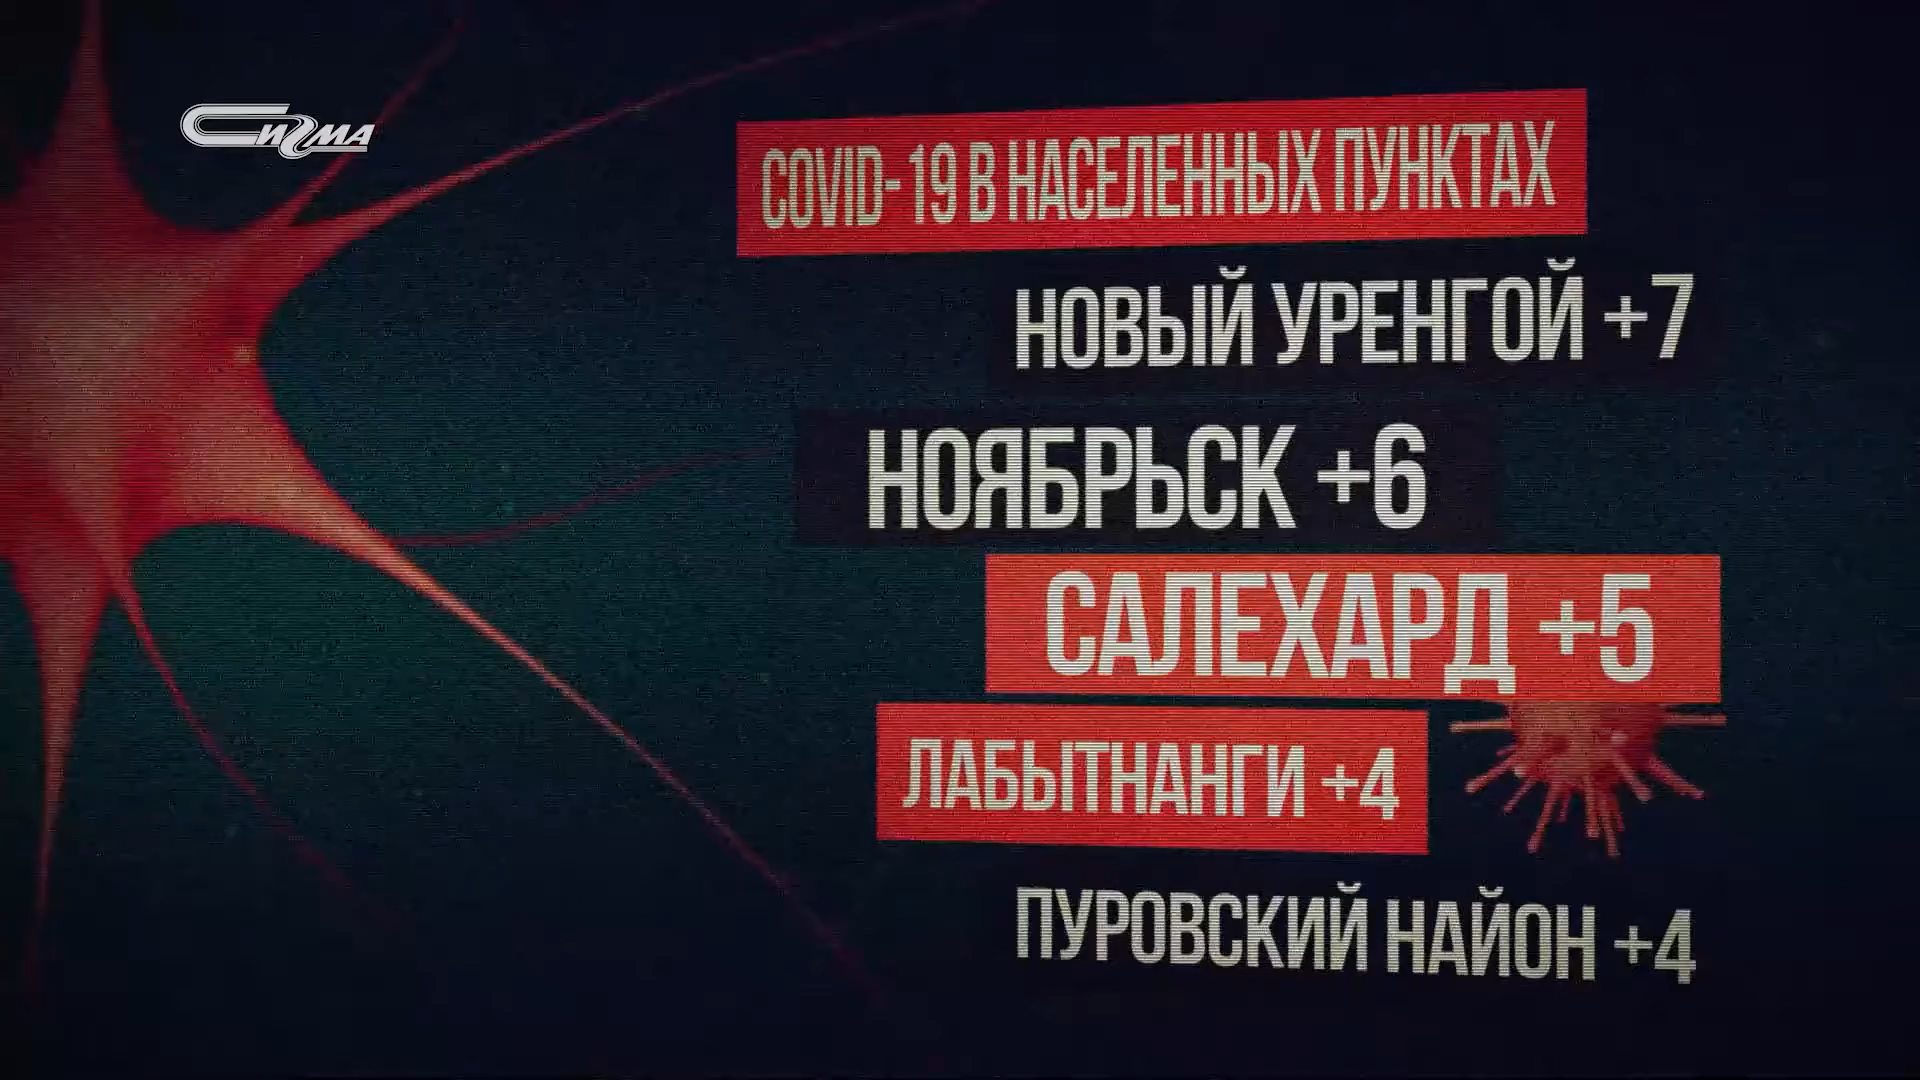 Сигма
COVID-19 В НАСЕЛЕННЫХ ПУНКТАХ
НОВЫЙ УРЕНГОЙ +7
НОЯБРЬСК +6
САЛЕХАРД +5
ЛАБЫТНАНГИ +4
ПУРОВСКИЙ НАЙОН +4